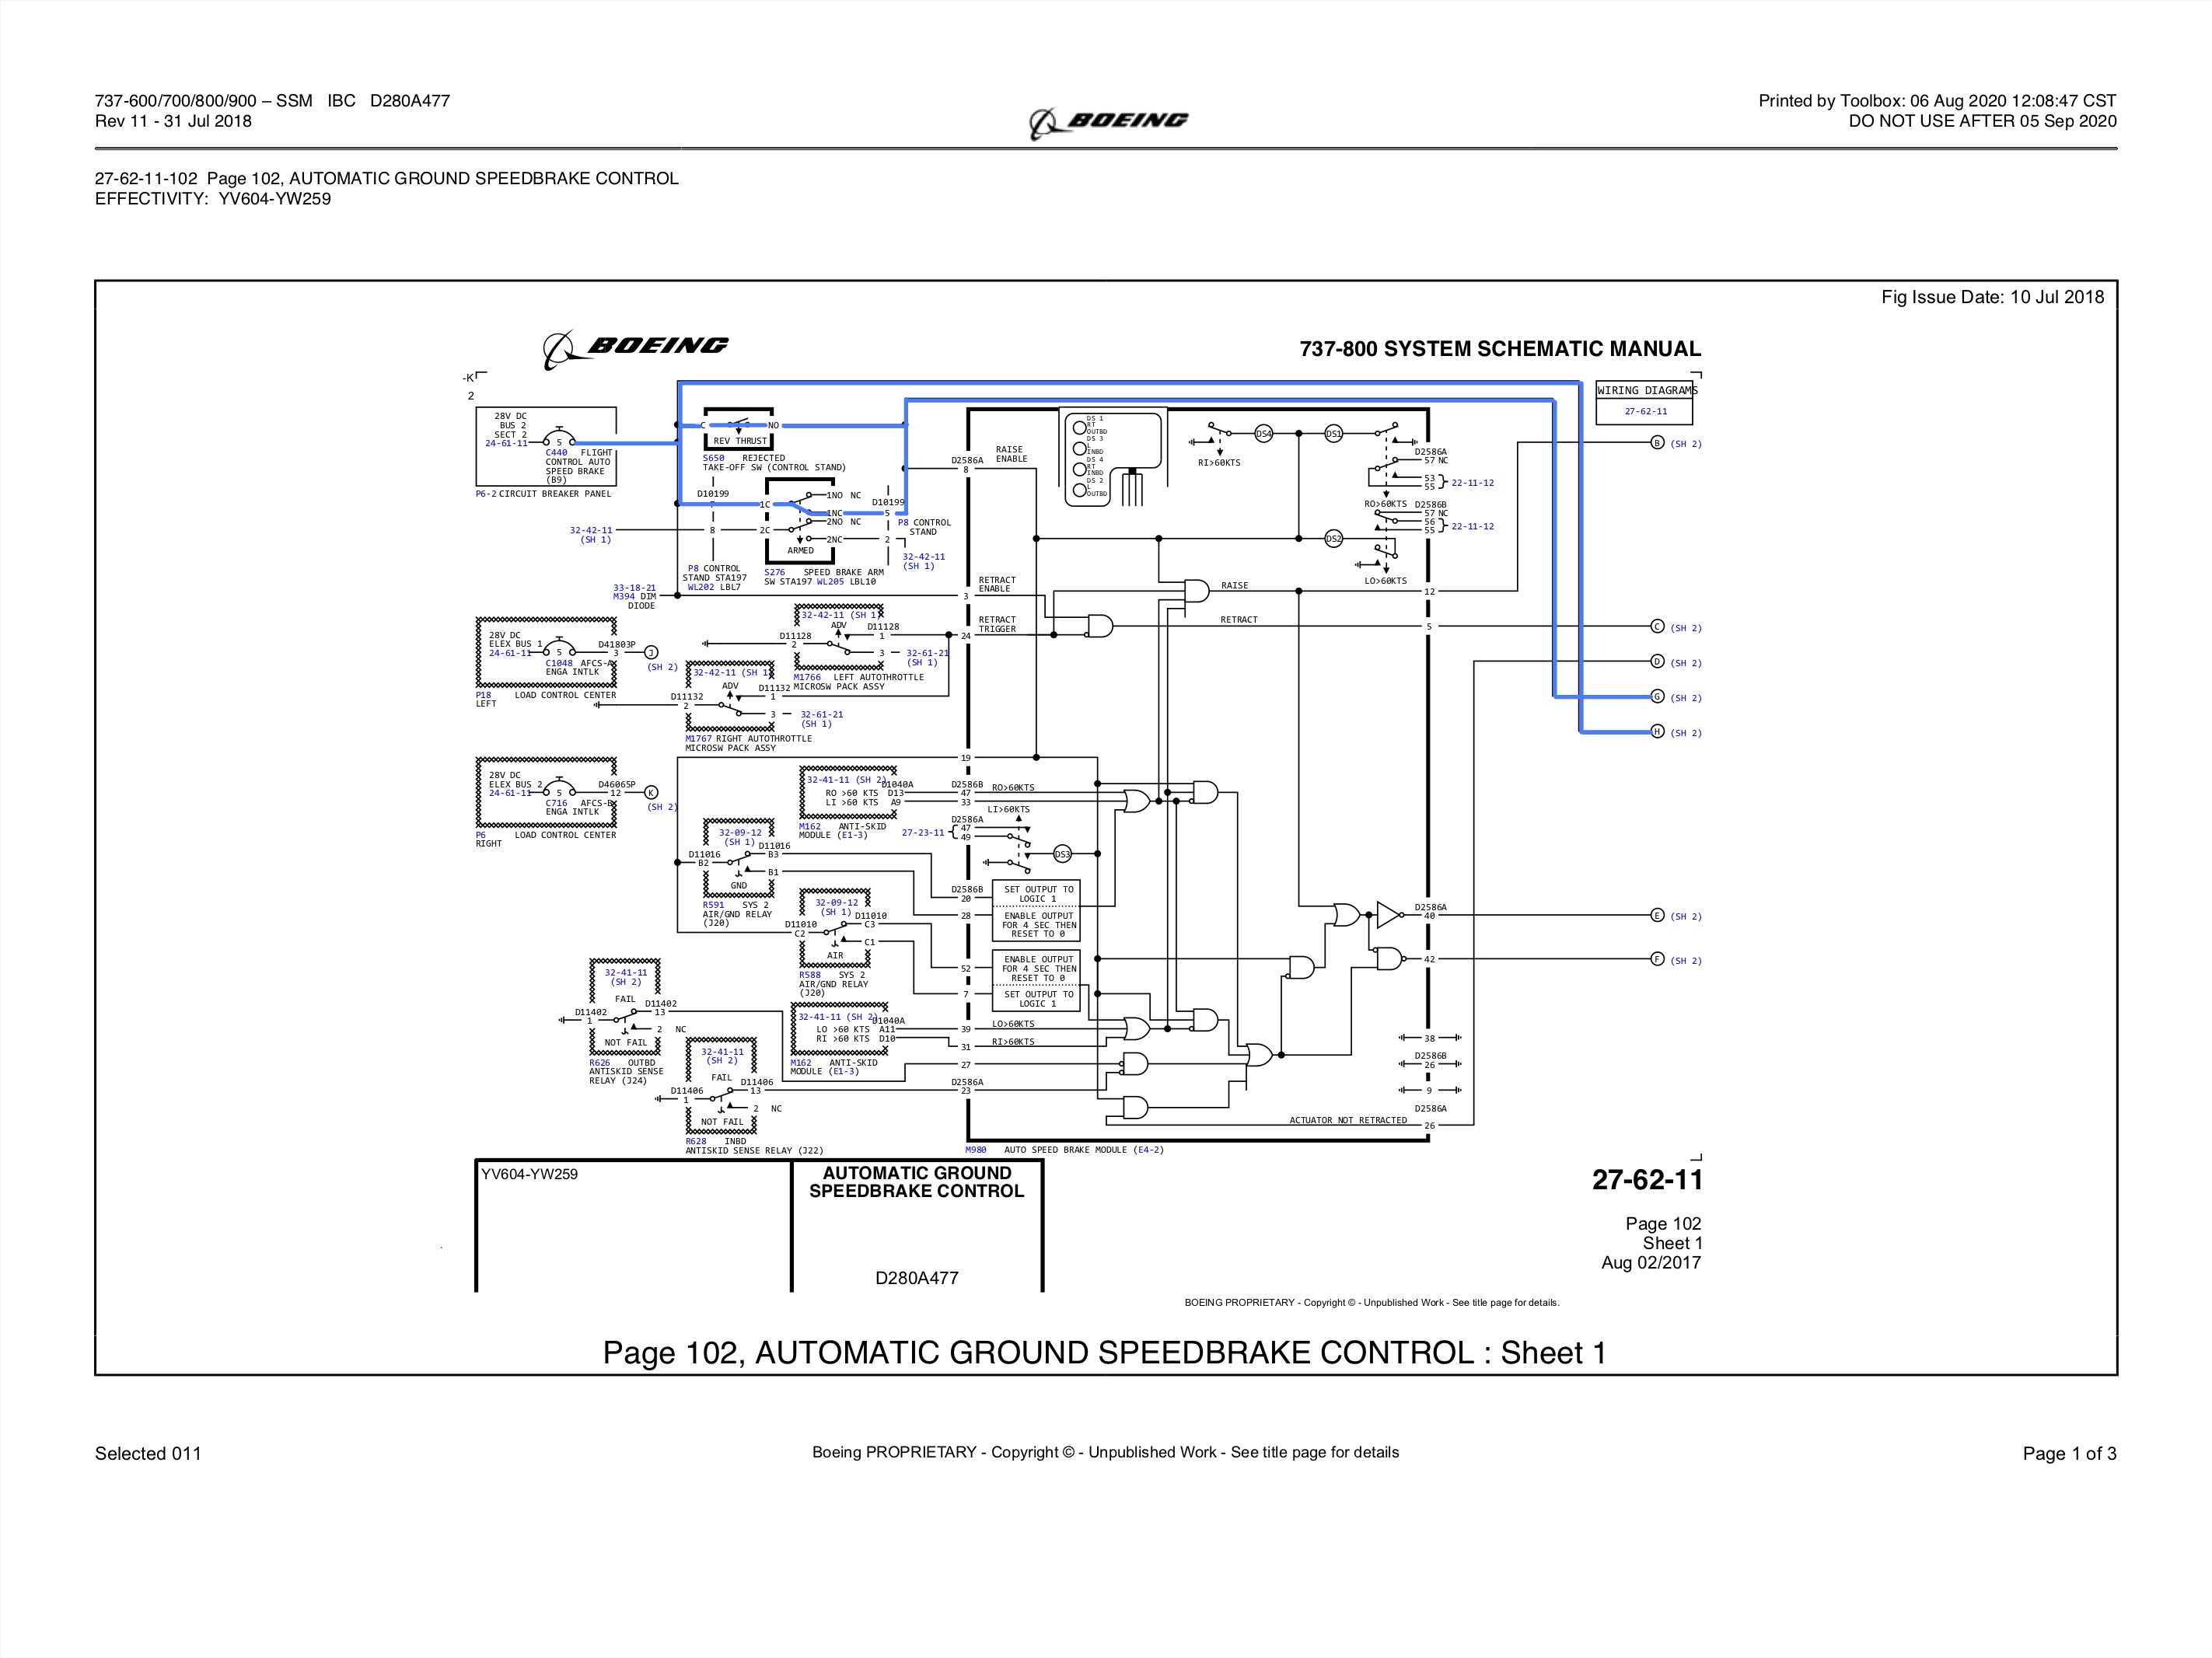 737-600/700/800/900 – SSM   IBC   D280A477
Rev 11 - 31 Jul 2018
BOEING
Printed by Toolbox: 06 Aug 2020 12:08:47 CST
DO NOT USE AFTER 05 Sep 2020
27-62-11-102  Page 102, AUTOMATIC GROUND SPEEDBRAKE CONTROL
EFFECTIVITY:  YV604-YW259
Fig Issue Date: 10 Jul 2018
BOEING
737-800 SYSTEM SCHEMATIC MANUAL
-K
2
WIRING DIAGRAMS
27-62-11
28V DC
BUS 2
SECT 2
24-61-11
5
C440 FLIGHT
CONTROL AUTO
SPEED BRAKE
(B9)
P6-2 CIRCUIT BREAKER PANEL
C
NO
REV THRUST
S650 REJECTED
TAKE-OFF SW (CONTROL STAND)
D10199
7
1C
1NO NC
1NC
2NO NC
D10199
5
P8 CONTROL
STAND
32-42-11
(SH 1)
8
2C
2NC
2
ARMED
32-42-11
(SH 1)
P8 CONTROL
STAND STA197
WL202 LBL7
S276 SPEED BRAKE ARM
SW STA197 WL205 LBL10
33-18-21
M394 DIM
DIODE
D2586A
8
RAISE
ENABLE
RETRACT
ENABLE
3
RETRACT
TRIGGER
24
DS 1
RT
OUTBD
DS 3
L
INBD
DS 4
RT
INBD
DS 2
L
OUTBD
DS4
DS1
RI>60KTS
D2586A
57 NC
53
55
22-11-12
RO>60KTS
D2586B
57 NC
56
55
22-11-12
DS2
LO>60KTS
RAISE
12
RETRACT
5
B (SH 2)
C (SH 2)
D (SH 2)
G (SH 2)
H (SH 2)
28V DC
ELEX BUS 1
24-61-11
5
D41803P
3
J
(SH 2)
C1048 AFCS-A
ENGA INTLK
P18
LEFT
LOAD CONTROL CENTER
32-42-11 (SH 1)
ADV
D11128
1
D11128
2
3
32-61-21
(SH 1)
M1766 LEFT AUTOTHROTTLE
MICROSW PACK ASSY
32-42-11 (SH 1)
ADV
D11132
1
D11132
2
3
32-61-21
(SH 1)
M1767 RIGHT AUTOTHROTTLE
MICROSW PACK ASSY
28V DC
ELEX BUS 2
24-61-11
5
D46065P
12
K
(SH 2)
C716 AFCS-B
ENGA INTLK
P6
RIGHT
LOAD CONTROL CENTER
19
32-41-11 (SH 2)
D1040A
RO >60 KTS D13
LI >60 KTS A9
M162 ANTI-SKID
MODULE (E1-3)
D2586B
47
33
RO>60KTS
LI>60KTS
D2586A
27-23-11
47
49
DS3
32-09-12
(SH 1)
D11016
B3
D11016
B2
B1
GND
R591 SYS 2
AIR/GND RELAY
(J20)
D2586B
20
28
SET OUTPUT TO
LOGIC 1
ENABLE OUTPUT
FOR 4 SEC THEN
RESET TO 0
32-09-12
(SH 1)
D11010
C3
D11010
C2
C1
AIR
R588 SYS 2
AIR/GND RELAY
(J20)
52
7
ENABLE OUTPUT
FOR 4 SEC THEN
RESET TO 0
SET OUTPUT TO
LOGIC 1
D2586A
40
E (SH 2)
42
F (SH 2)
32-41-11
(SH 2)
FAIL
D11402
13
D11402
1
2 NC
NOT FAIL
R626 OUTBD
ANTISKID SENSE
RELAY (J24)
32-41-11 (SH 2)
D1040A
LO >60 KTS A11
RI >60 KTS D10
M162 ANTI-SKID
MODULE (E1-3)
39
LO>60KTS
31
RI>60KTS
27
D2586A
23
32-41-11
(SH 2)
FAIL
D11406
13
D11406
1
2 NC
NOT FAIL
R628 INBD
ANTISKID SENSE RELAY (J22)
38
D2586B
26
9
D2586A
ACTUATOR NOT RETRACTED
26
M980 AUTO SPEED BRAKE MODULE (E4-2)
YV604-YW259
AUTOMATIC GROUND
SPEEDBRAKE CONTROL
D280A477
27-62-11
Page 102
Sheet 1
Aug 02/2017
BOEING PROPRIETARY - Copyright © - Unpublished Work - See title page for details.
Page 102, AUTOMATIC GROUND SPEEDBRAKE CONTROL : Sheet 1
Selected 011
Boeing PROPRIETARY - Copyright © - Unpublished Work - See title page for details
Page 1 of 3